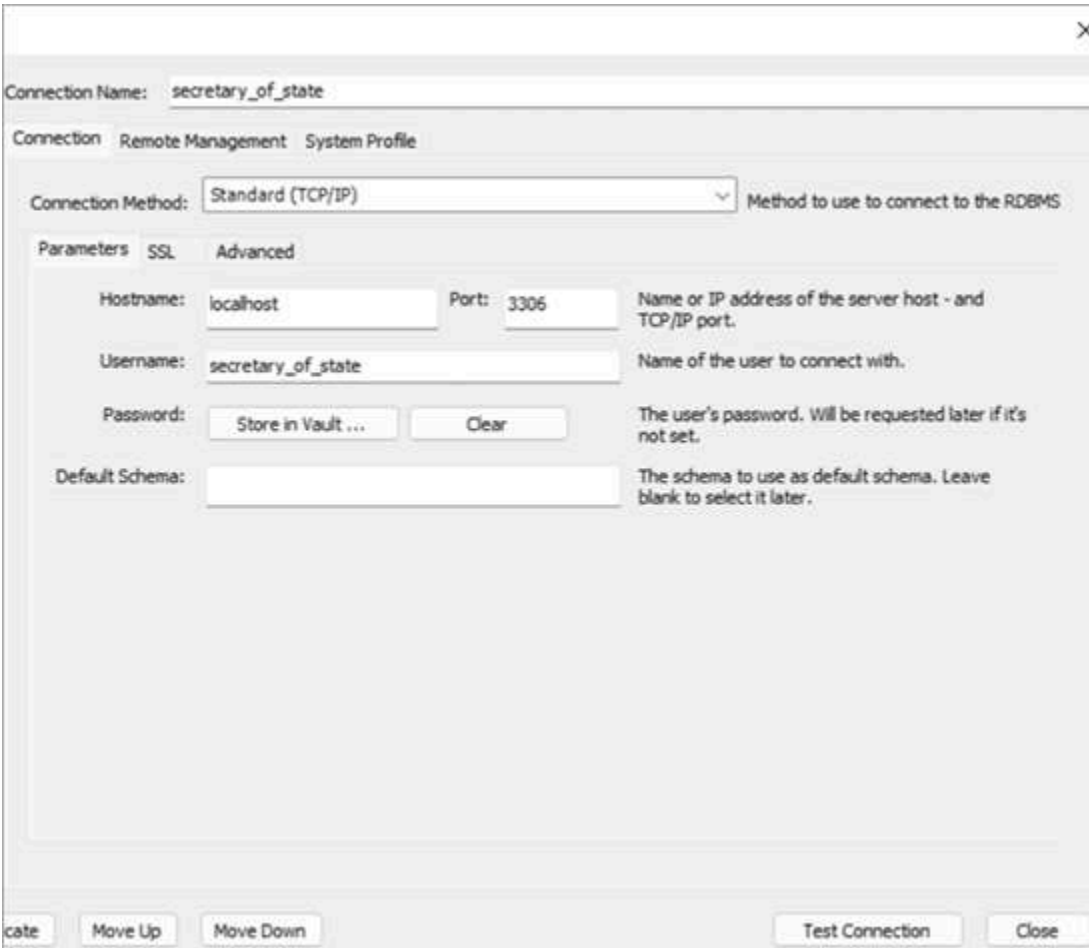 Connection Name: secretary_of_state
Connection Remote Management System Profile
Connection Method: Standard (TCP/IP) Method to use to connect to the RDBMS
Parameters SSL Advanced
Hostname: localhost Port: 3306 Name or IP address of the server host - and
TCP/IP port.
Username: secretary_of_state Name of the user to connect with.
Password: Store in Vault ... Clear The user's password. Will be requested later if it's
not set.
Default Schema: The schema to use as default schema. Leave
blank to select it later.
cate Move Up Move Down Test Connection Close